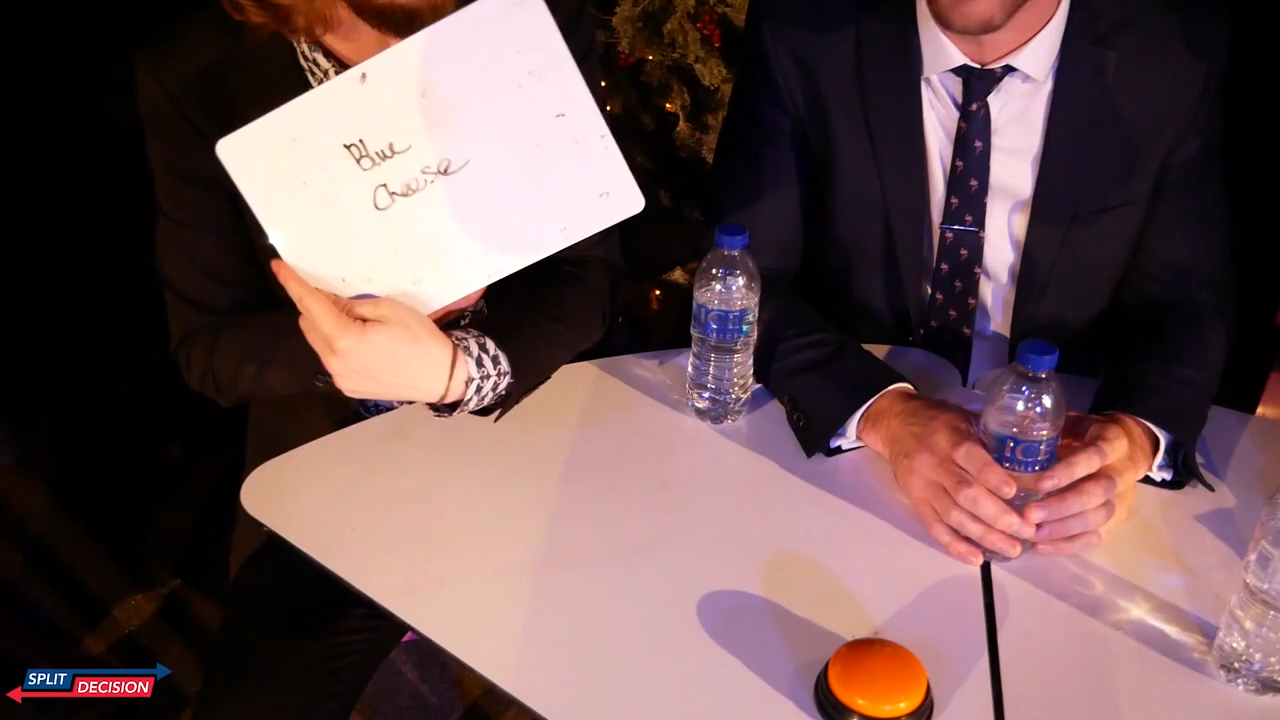 Blue
Cheese
ICE
ICE
SPLIT
DECISION